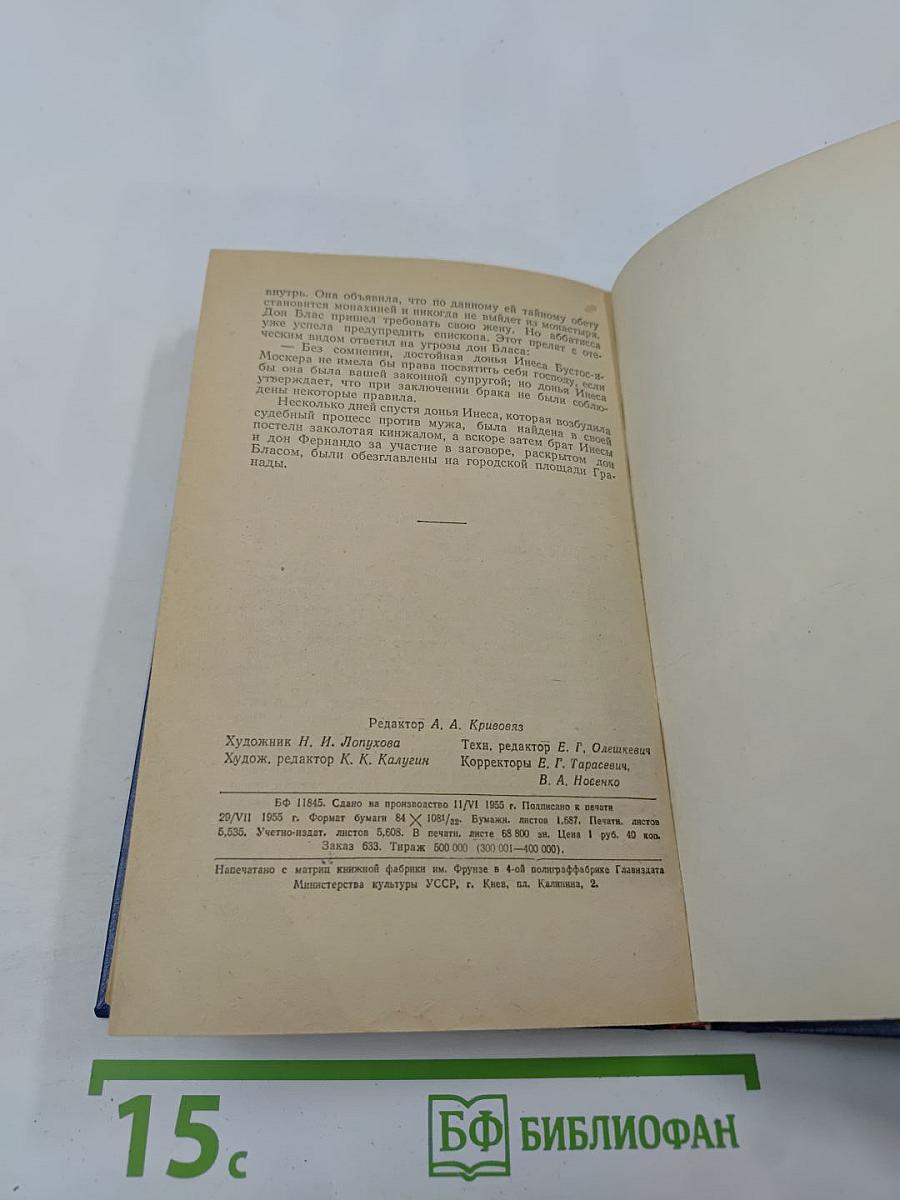 внутрь. Она объявила, что по данному ей тайному обету
становится монахиней и никогда не выйдет из монастыря.
Дон Блас пришел требовать свою жену. Но аббатисса
уже успела предупредить епископа. Этот прелат с оте-
ческим видом ответил на угрозы дон Бласа:
— Без сомнения, достойная донья Инеса Бустос-и-
Москера не имела бы права посвятить себя господу, если
бы она была вашей законной супругой; но донья Инеса
утверждает, что при заключении брака не были соблю-
дены некоторые правила.
Несколько дней спустя донья Инеса, которая возбудила
судебный процесс против мужа, была найдена в своей
постели заколотая кинжалом, а вскоре затем брат Инесы
и дон Фернандо за участие в заговоре, раскрытом дон
Бласом, были обезглавлены на городской площади Гра-
нады.
Редактор А. А. Кривовяз
Художник Н. И. Лопухова
Худож. редактор К. К. Калугин
Техн. редактор Е. Г. Олешкевич
Корректоры Е. Г. Тарасевич,
В. А. Носенко
БФ 11845. Сдано на производство 11/VI 1955 г. Подписано к печати
29/VII 1955 г. Формат бумаги 84 × 108¹/₃₂. Бумажн. листов 1,687. Печатн. листов
5,535. Учетно-издат. листов 5,608. В печатн. листе 68 800 зн. Цена 1 руб. 40 коп.
Заказ 633. Тираж 500 000 (300 001—400 000).
Напечатано с матриц книжной фабрики им. Фрунзе в 4-ой полиграффабрике Главиздата
Министерства культуры УССР, г. Киев, пл. Калинина, 2.
15 с
БФ БИБЛИОФАН